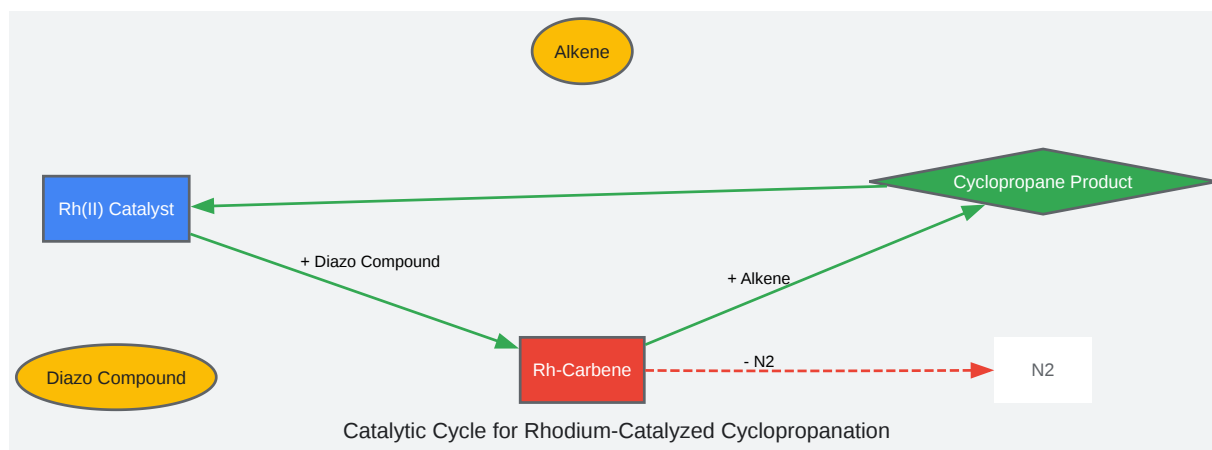 Alkene
Cyclopropane Product
Rh(II) Catalyst
+ Diazo Compound
+ Alkene
- N2
Rh-Carbene
N2
Diazo Compound
Catalytic Cycle for Rhodium-Catalyzed Cyclopropanation